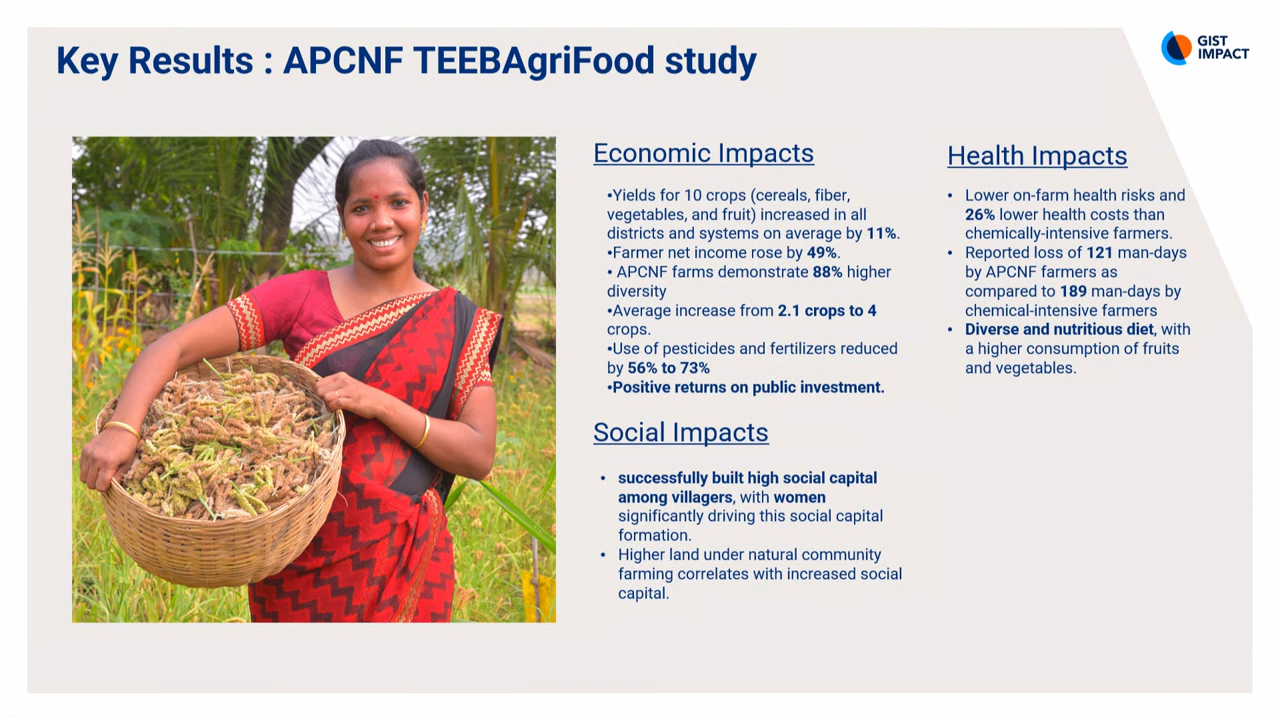 Key Results : APCNF TEEBAgriFood study
GIST
IMPACT
Economic Impacts
•Yields for 10 crops (cereals, fiber,
vegetables, and fruit) increased in all
districts and systems on average by 11%.
•Farmer net income rose by 49%.
• APCNF farms demonstrate 88% higher
diversity
•Average increase from 2.1 crops to 4
crops.
•Use of pesticides and fertilizers reduced
by 56% to 73%
•Positive returns on public investment.
Social Impacts
• successfully built high social capital
among villagers, with women
significantly driving this social capital
formation.
• Higher land under natural community
farming correlates with increased social
capital.
Health Impacts
• Lower on-farm health risks and
26% lower health costs than
chemically-intensive farmers.
• Reported loss of 121 man-days
by APCNF farmers as
compared to 189 man-days by
chemical-intensive farmers
• Diverse and nutritious diet, with
a higher consumption of fruits
and vegetables.